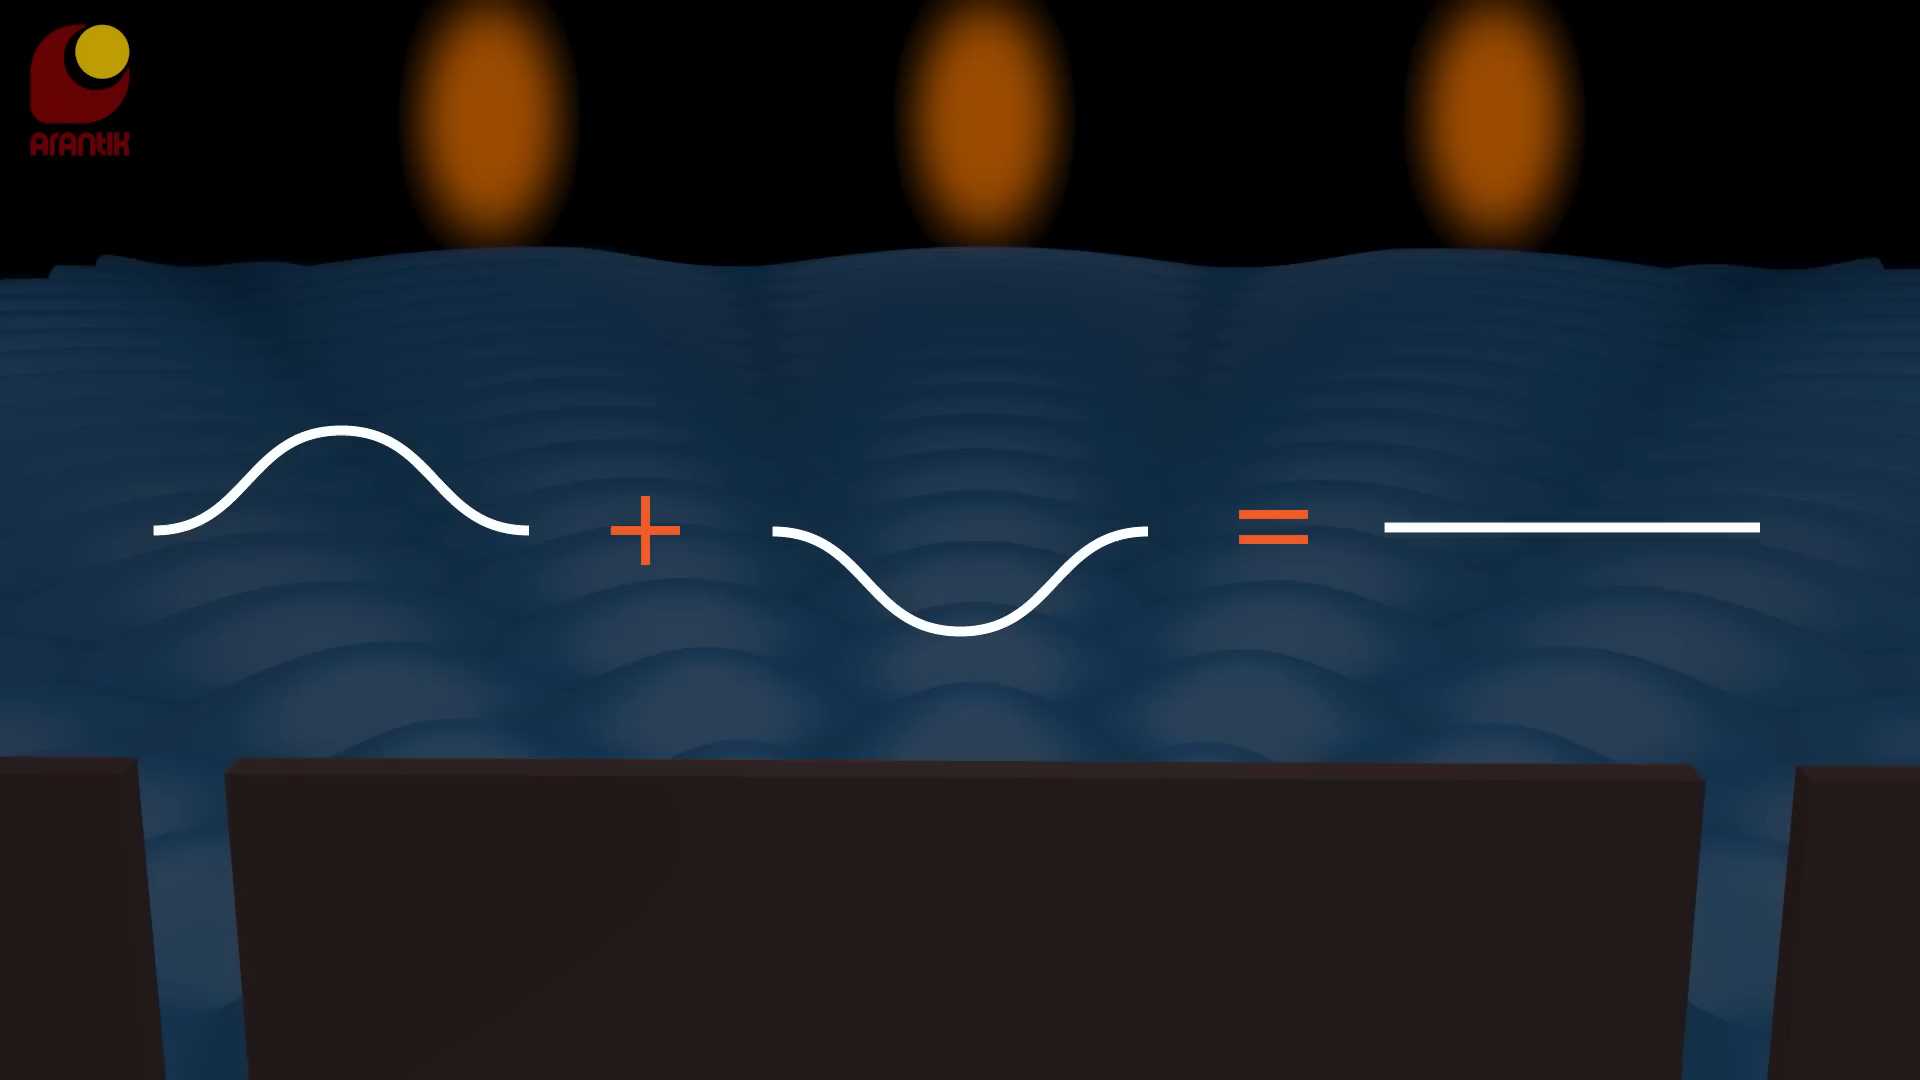 ArAntIK
+ =